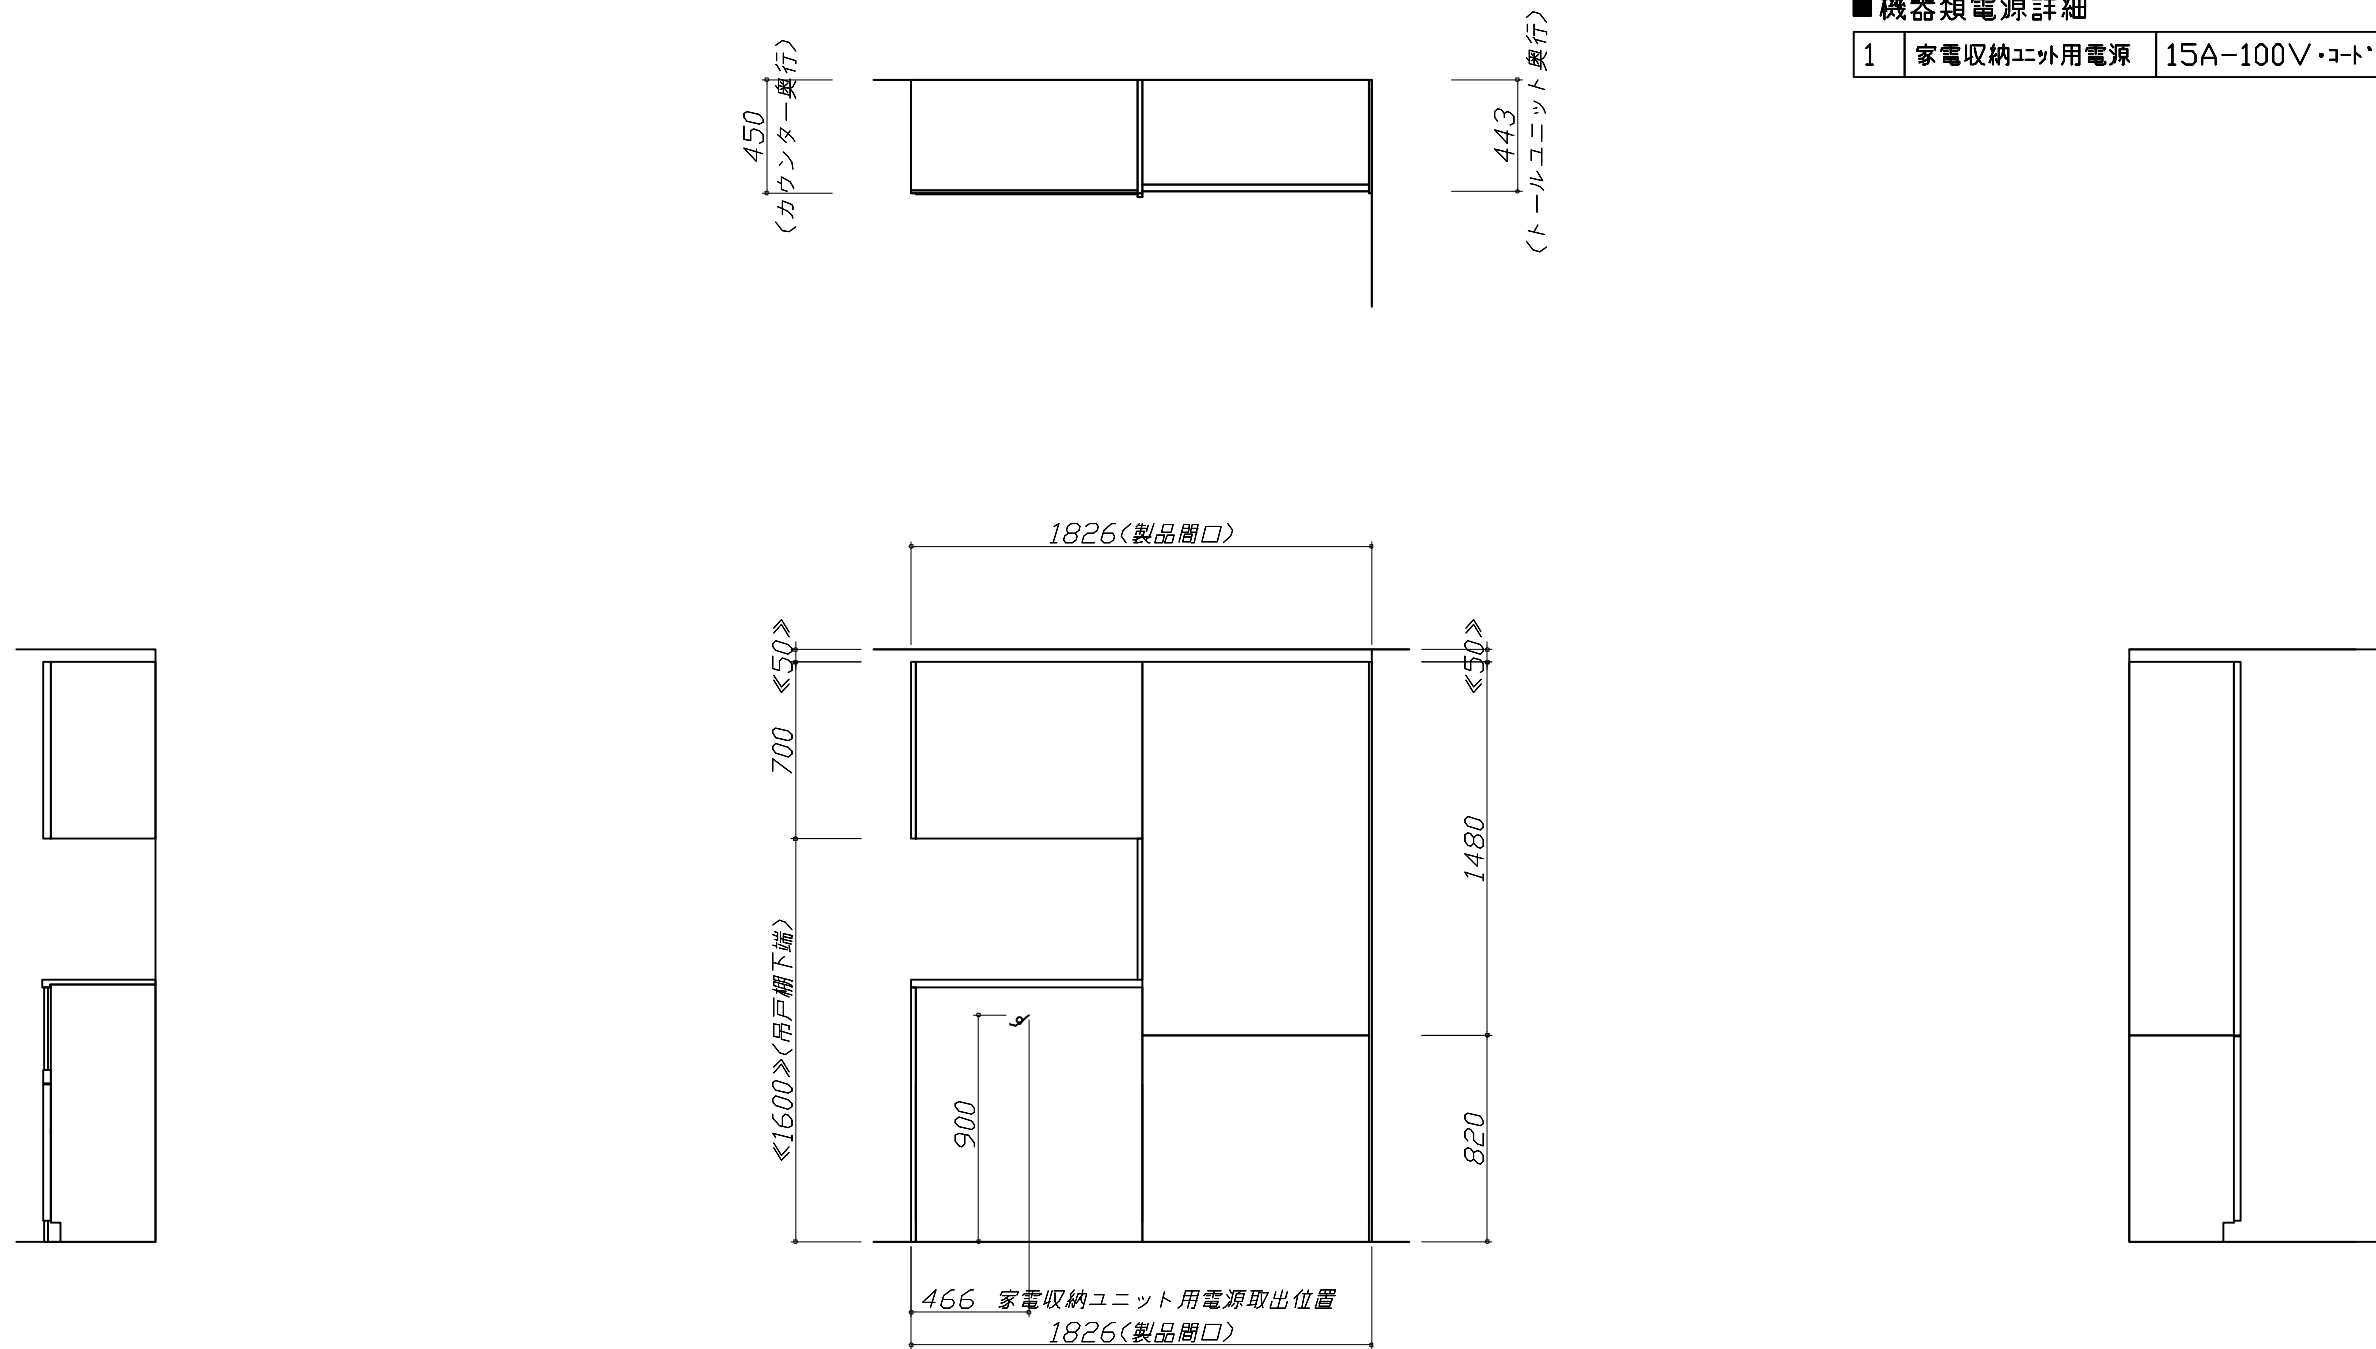 ■機器類電源詳細
1 家電収納ユニット用電源 15A-100V・コード
450
(カウンター奥行)
443
(トールユニット奥行)
1826(製品間口)
≪50≫
≪50≫
700
1480
≪1600≫(吊戸棚下端)
900
820
466 家電収納ユニット用電源取出位置
1826(製品間口)